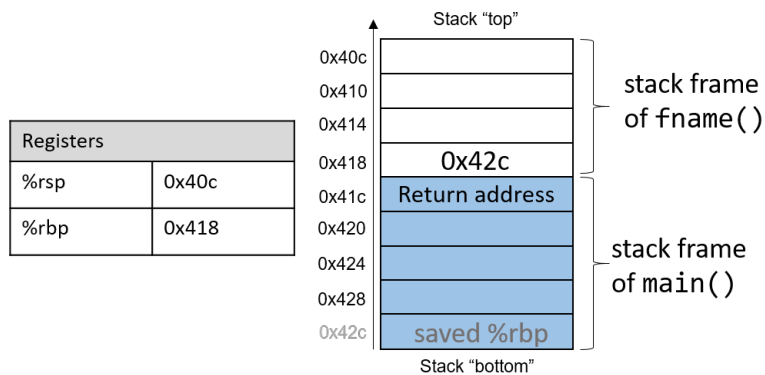 Stack “top”
0x40c
0x410
0x414
0x418 0x42c
0x41c Return address
0x420
0x424
0x428
0x42c saved %rbp
Stack “bottom”
stack frame
of fname()
stack frame
of main()
Registers
%rsp 0x40c
%rbp 0x418